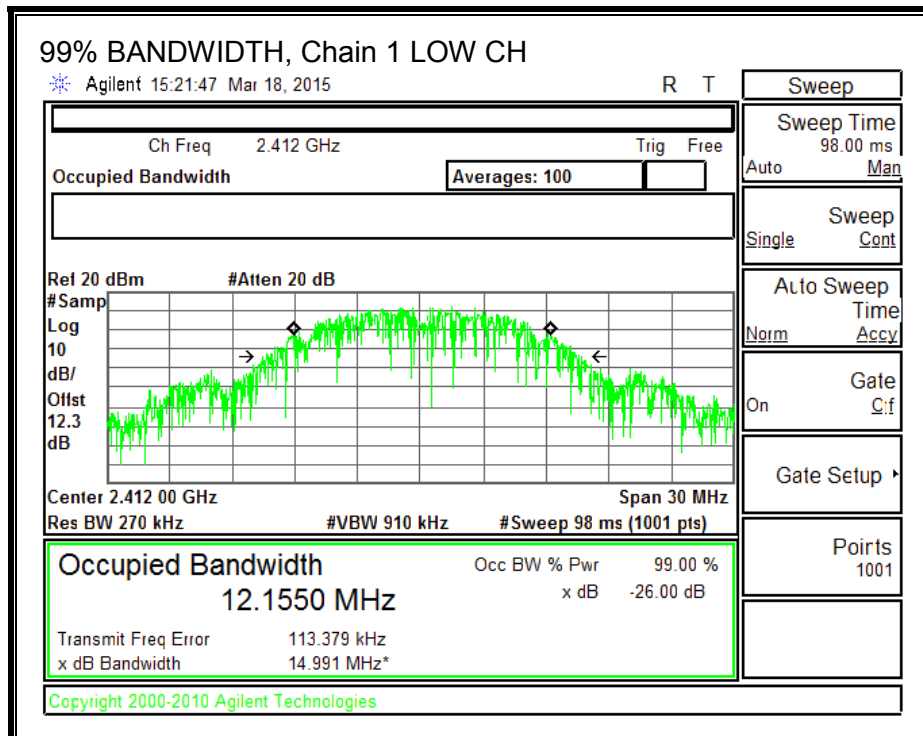 99% BANDWIDTH, Chain 1 LOW CH
Agilent 15:21:47 Mar 18, 2015 R T
Ch Freq 2.412 GHz Trig Free
Occupied Bandwidth Averages: 100
Ref 20 dBm #Atten 20 dB
#Samp
Log
10
dB/
Offst
12.3
dB
Center 2.412 00 GHz Span 30 MHz
Res BW 270 kHz #VBW 910 kHz #Sweep 98 ms (1001 pts)
Occupied Bandwidth Occ BW % Pwr 99.00 %
12.1550 MHz x dB -26.00 dB
Transmit Freq Error 113.379 kHz
x dB Bandwidth 14.991 MHz*
Copyright 2000-2010 Agilent Technologies
Sweep
Sweep Time
98.00 ms
Auto Man
Sweep
Single Cont
Auto Sweep
Time
Norm Accy
Gate
On Off
Gate Setup
Points
1001